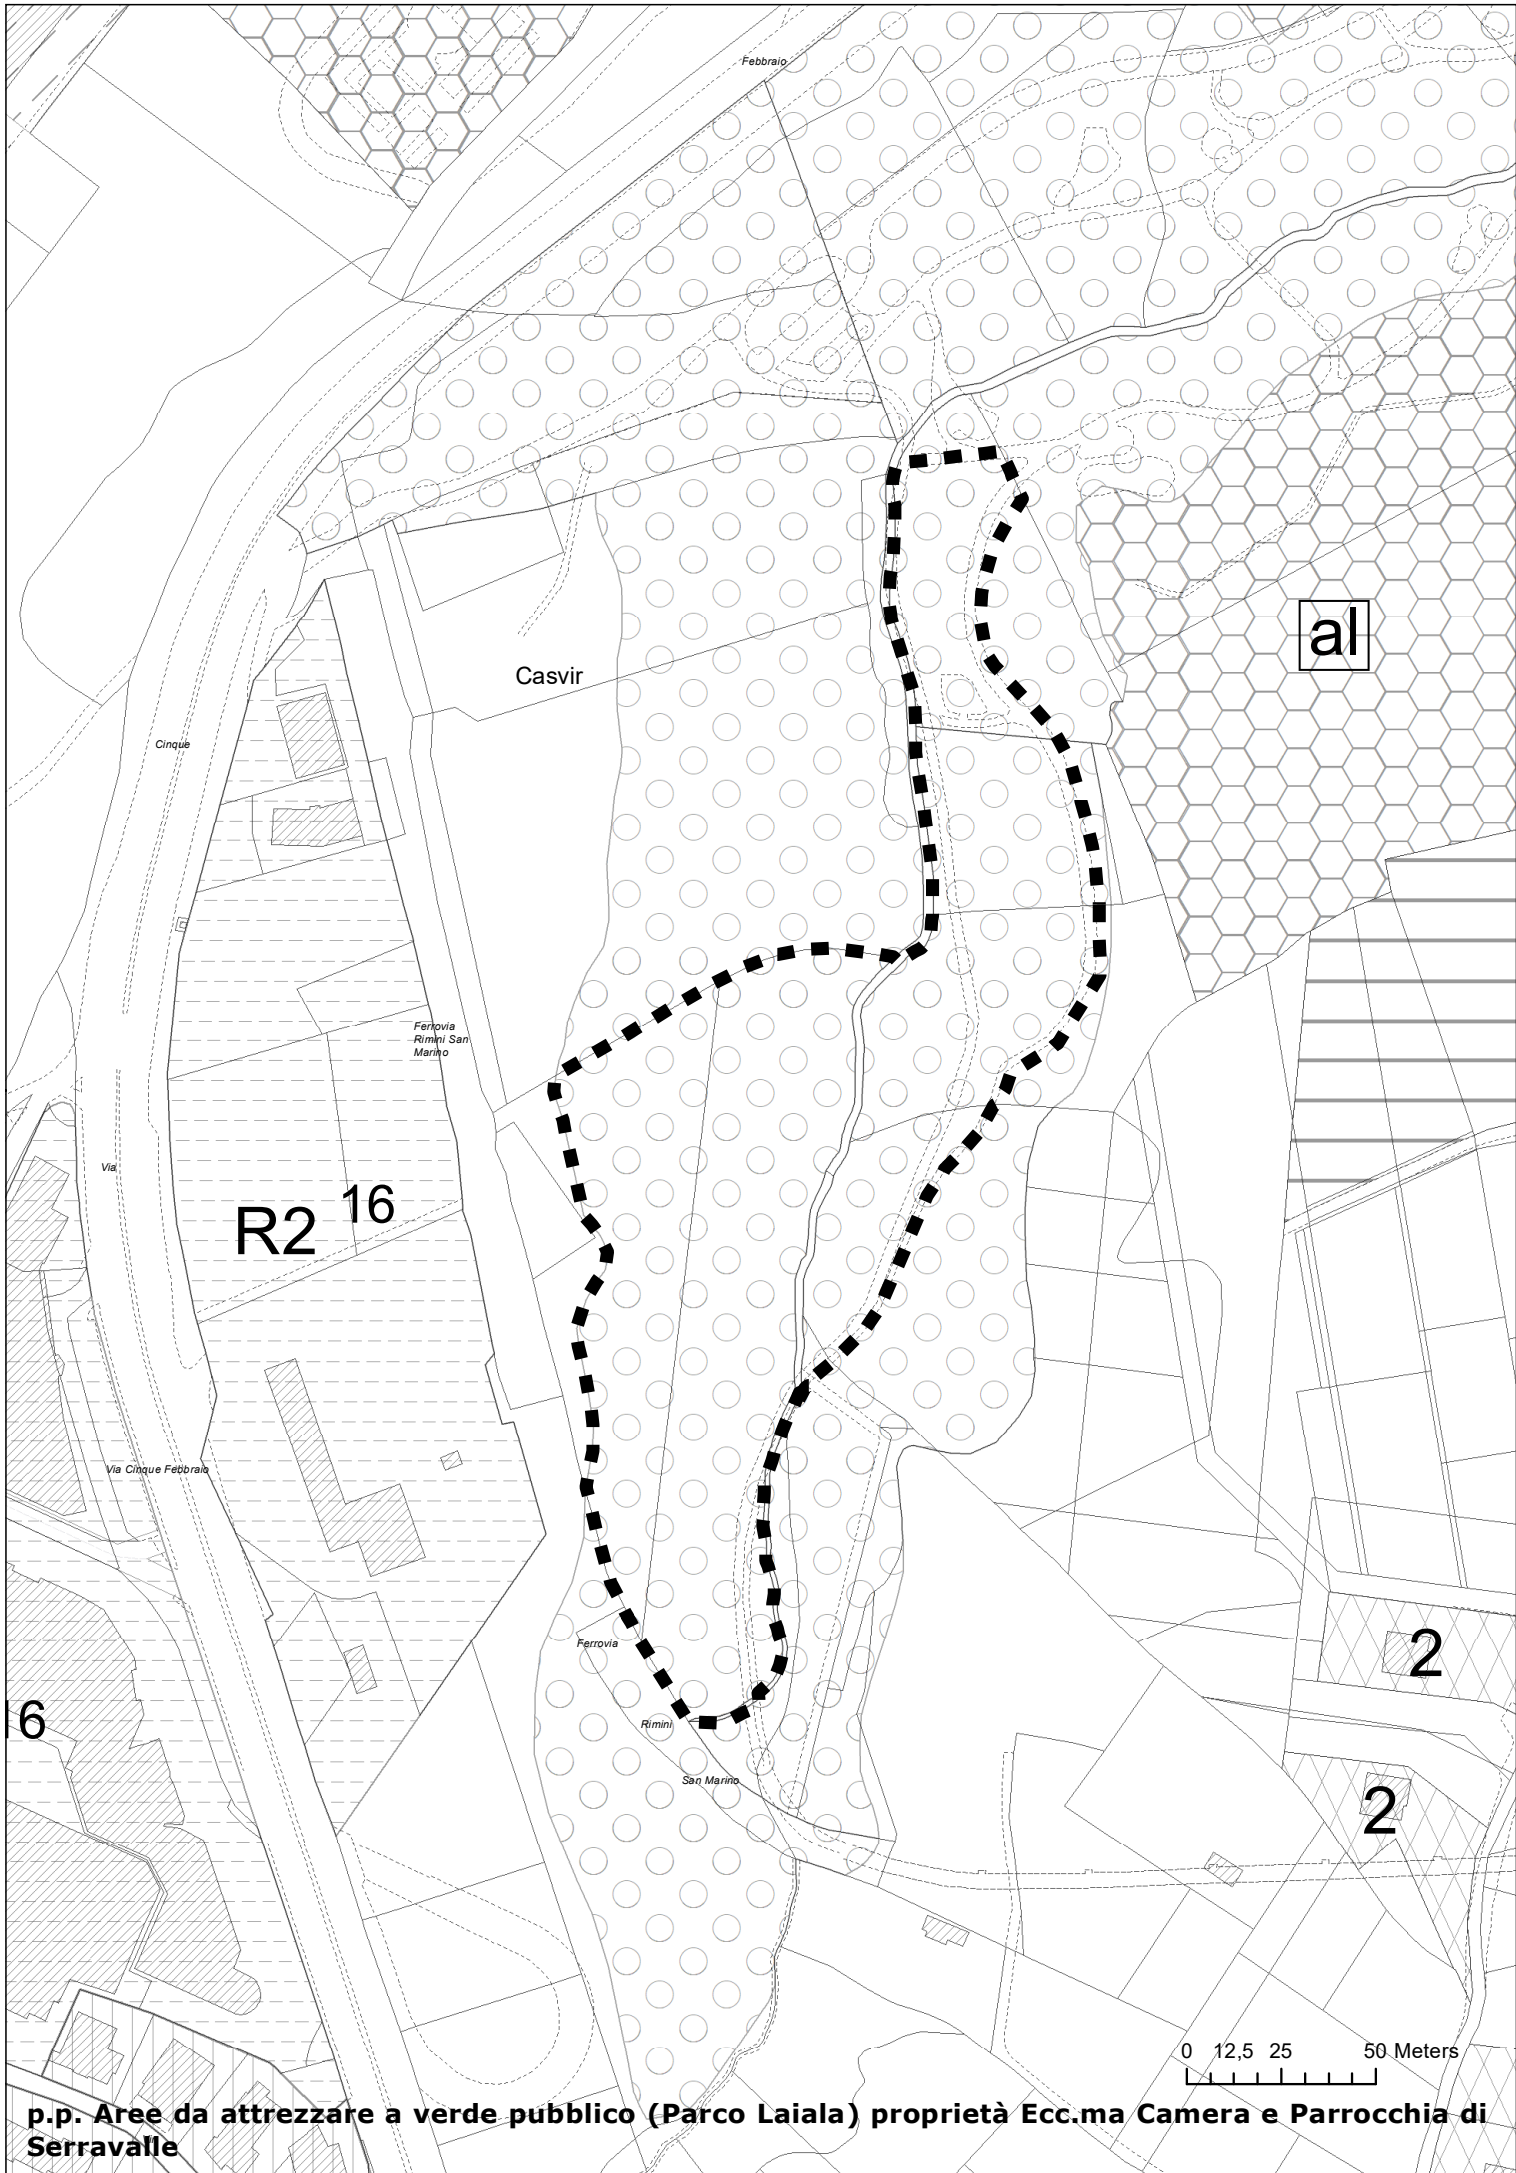 Febbraio
al
Casvir
Cinque
Ferrovia
Rimini San
Marino
Via
R2
16
Via Cinque Febbraio
Ferrovia
2
16
Rimini
San Marino
2
0 12,5 25 50 Meters
p.p. Aree da attrezzare a verde pubblico (Parco Laiala) proprietà Ecc.ma Camera e Parrocchia di
Serravalle